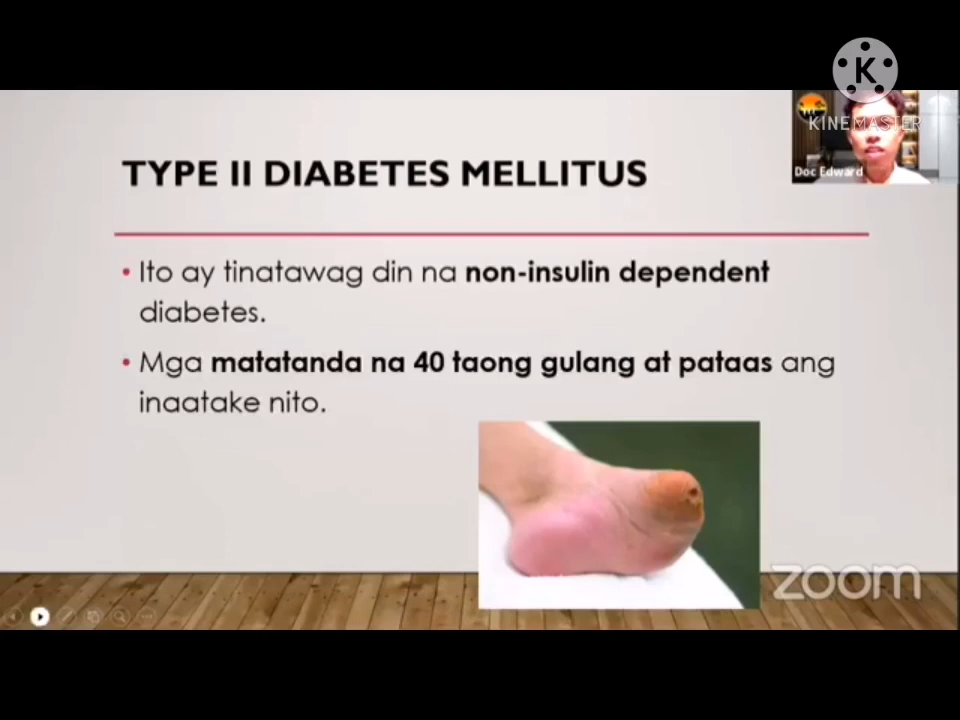 K
KINEMASTER
Doc Edward
TYPE II DIABETES MELLITUS
• Ito ay tinatawag din na non-insulin dependent
diabetes.
• Mga matatanda na 40 taong gulang at pataas ang
inaatake nito.
zoom